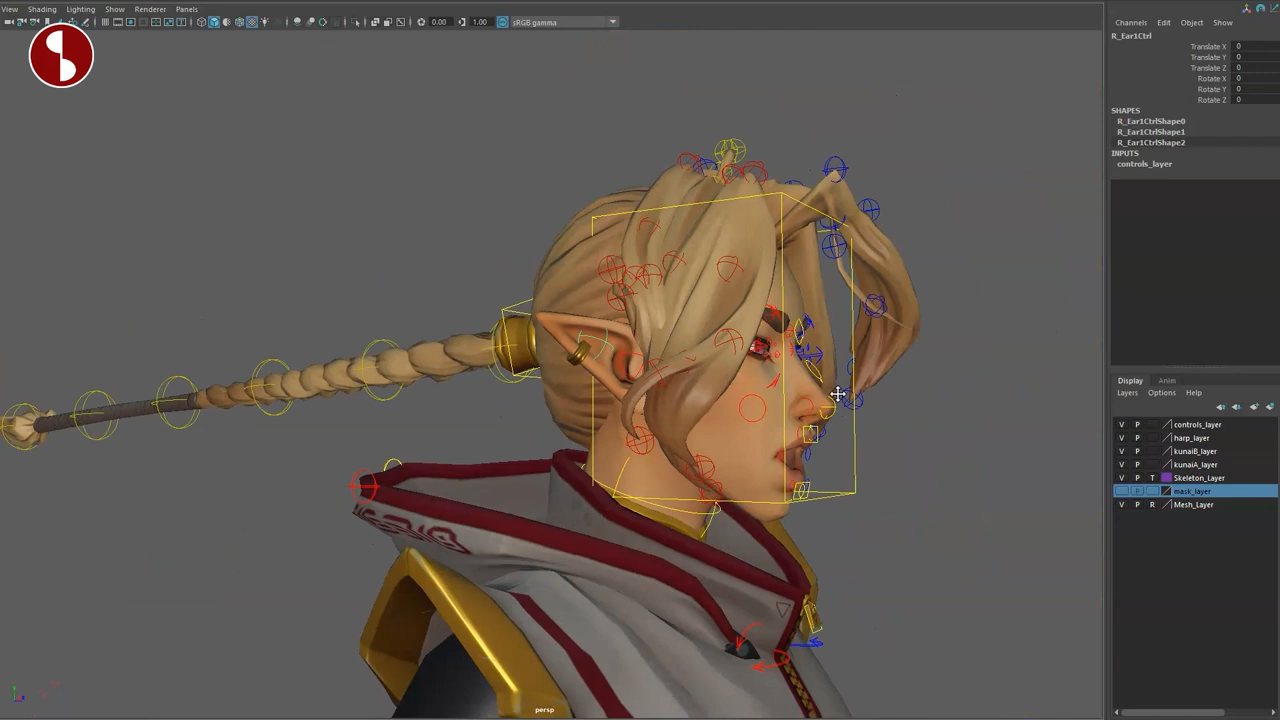 View Shading Lighting Show Renderer Panels
0.00 1.00 sRGB gamma
Channels Edit Object Show
R_Ear1Ctrl
Translate X 0
Translate Y 0
Translate Z 0
Rotate X 0
Rotate Y 0
Rotate Z 0
SHAPES
R_Ear1CtrlShape0
R_Ear1CtrlShape1
R_Ear1CtrlShape2
INPUTS
controls_layer
Display Anim
Layers Options Help
V P controls_layer
V P harp_layer
V P kunaiB_layer
V P kunaiA_layer
V P T Skeleton_Layer
mask_layer
V P R Mesh_Layer
persp